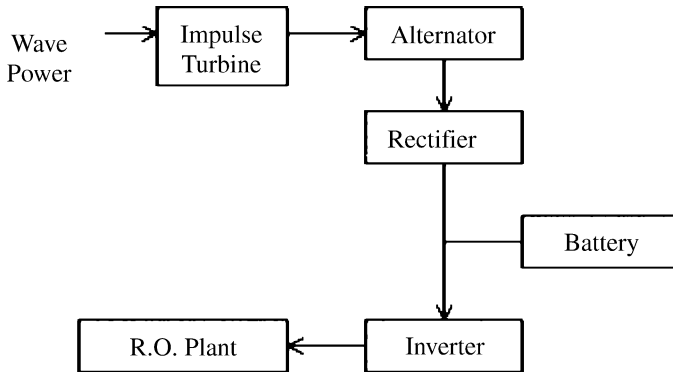 Wave
Power
Impulse
Turbine
Alternator
Rectifier
Battery
R.O. Plant
Inverter